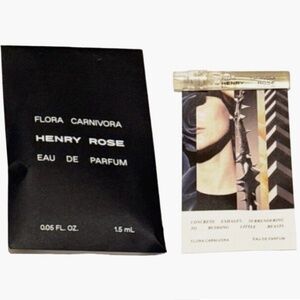 FLORA CARNIVORA
HENRY ROSE
EAU DE PARFUM
0.05 FL. OZ. 1.5 mL
HENRY ROSE
CONCRETE EXHALES, SURRENDERING
TO BUDDING LITTLE BEASTS
FLORA CARNIVORA EAU DE PARFUM